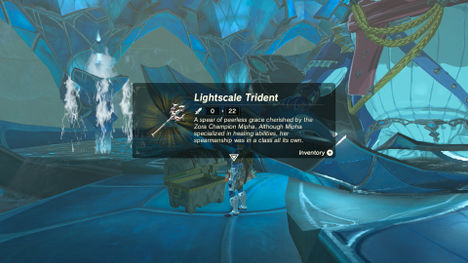 Lightscale Trident
0 › 22
A spear of peerless grace cherished by the
Zora Champion Mipha. Although Mipha
specialized in healing abilities, her
spearmanship was in a class all its own.
Inventory